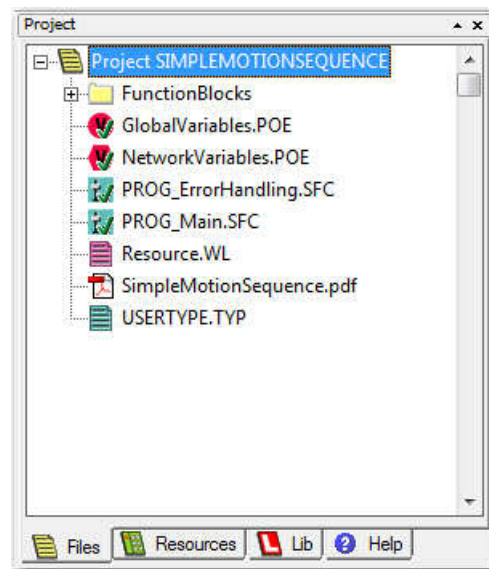 Project
Project SIMPLEMOTIONSEQUENCE
FunctionBlocks
GlobalVariables.POE
NetworkVariables.POE
PROG_ErrorHandling.SFC
PROG_Main.SFC
Resource.WL
SimpleMotionSequence.pdf
USERTYPE.TYP
Files Resources Lib Help